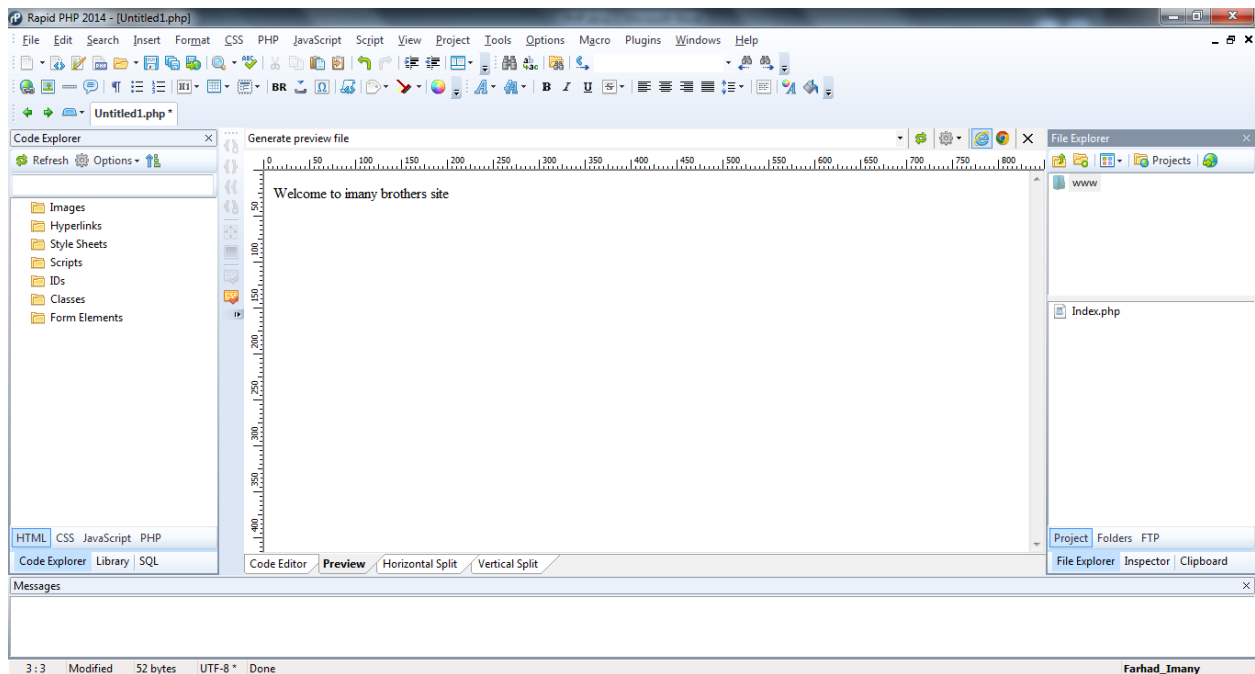 Rapid PHP 2014 - [Untitled1.php]
File Edit Search Insert Format CSS PHP JavaScript Script View Project Tools Options Macro Plugins Windows Help
BR B I U
Untitled1.php *
Code Explorer
Refresh Options
Images
Hyperlinks
Style Sheets
Scripts
IDs
Classes
Form Elements
HTML CSS JavaScript PHP
Code Explorer Library SQL
Generate preview file
0 50 100 150 200 250 300 350 400 450 500 550 600 650 700 750 800
50
100
150
200
250
300
350
400
Welcome to imany brothers site
Code Editor Preview Horizontal Split Vertical Split
File Explorer
Projects
www
Index.php
Project Folders FTP
File Explorer Inspector Clipboard
Messages
3 : 3 Modified 52 bytes UTF-8 * Done Farhad_Imany